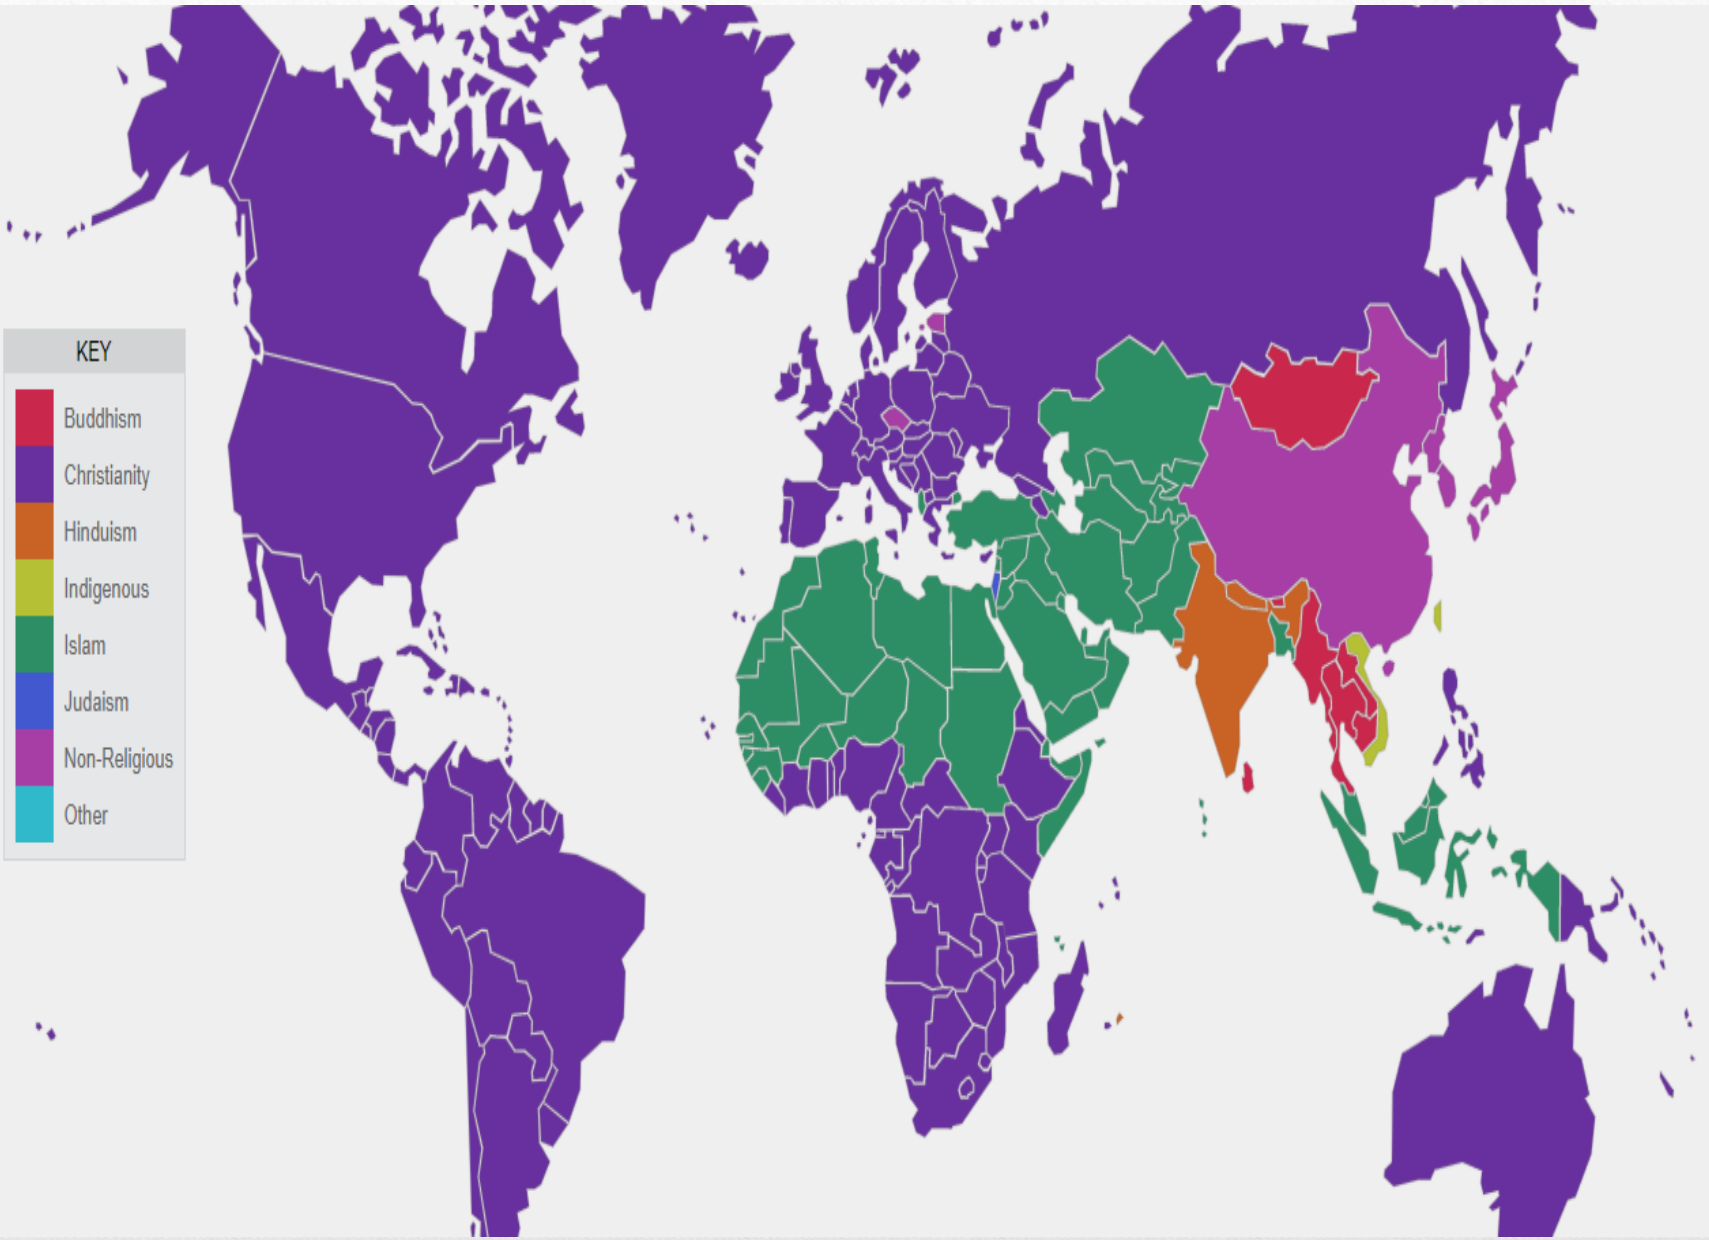 KEY
Buddhism
Christianity
Hinduism
Indigenous
Islam
Judaism
Non-Religious
Other